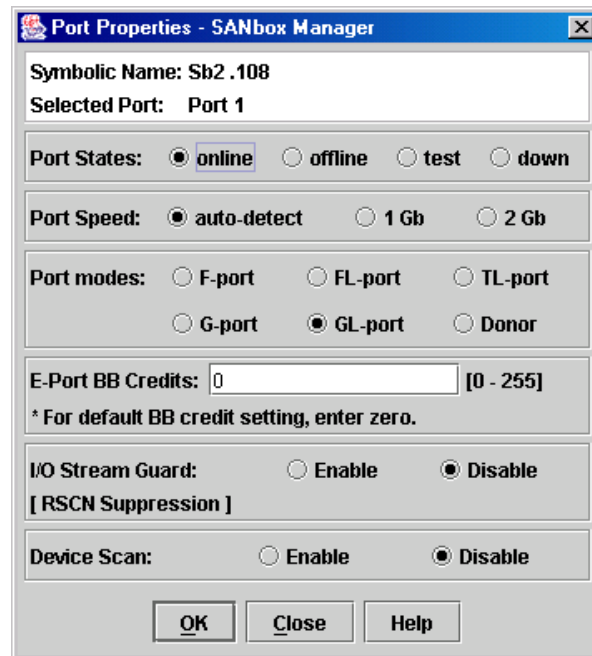 Port Properties - SANbox Manager
Symbolic Name: Sb2 .108
Selected Port: Port 1
Port States: online offline test down
Port Speed: auto-detect 1 Gb 2 Gb
Port modes: F-port FL-port TL-port
G-port GL-port Donor
E-Port BB Credits: 0 [0 - 255]
* For default BB credit setting, enter zero.
I/O Stream Guard: Enable Disable
[ RSCN Suppression ]
Device Scan: Enable Disable
OK Close Help